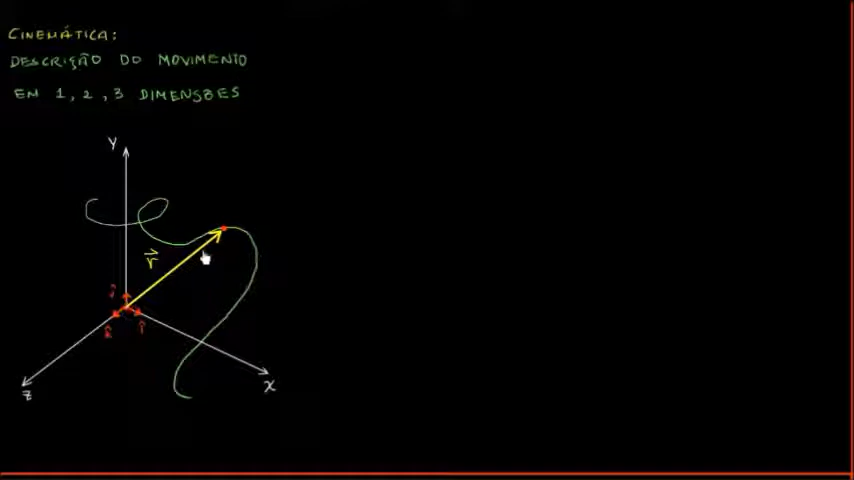 CINEMÁTICA:
DESCRIÇÃO DO MOVIMENTO
EM 1, 2, 3 DIMENSÕES
Y
r⃗
ĵ
k̂
î
X
Z